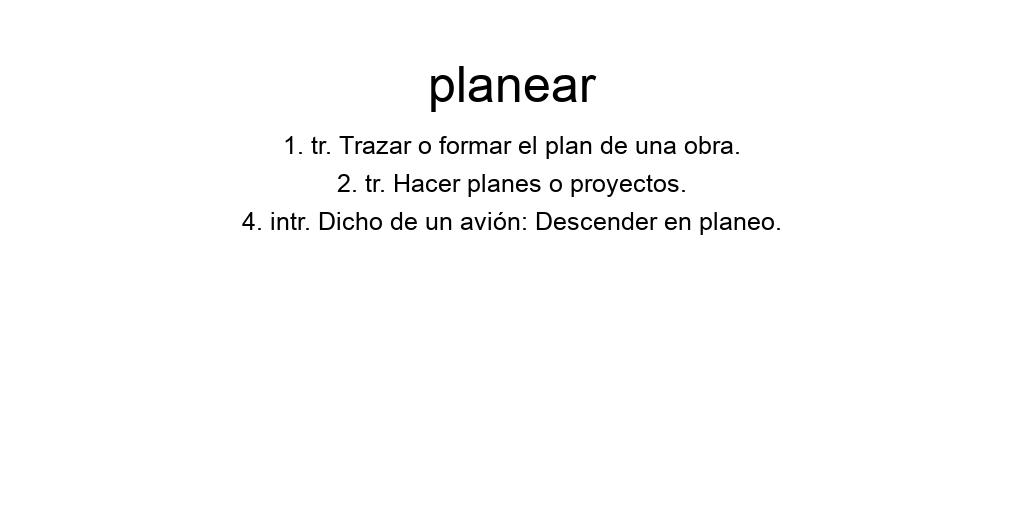 planear
1. tr. Trazar o formar el plan de una obra.
2. tr. Hacer planes o proyectos.
4. intr. Dicho de un avión: Descender en planeo.